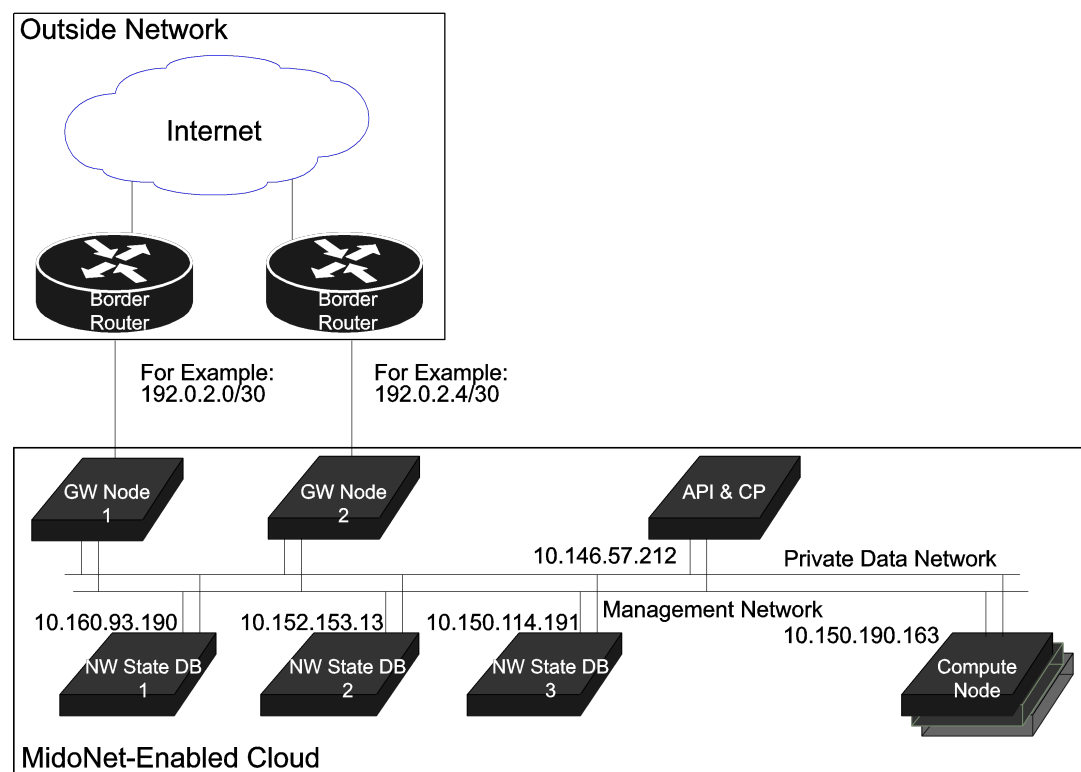 Outside Network
Internet
Border
Router
Border
Router
For Example:
192.0.2.0/30
For Example:
192.0.2.4/30
GW Node
1
GW Node
2
API & CP
10.146.57.212
Private Data Network
Management Network
10.160.93.190
10.152.153.13
10.150.114.191
10.150.190.163
NW State DB
1
NW State DB
2
NW State DB
3
Compute
Node
MidoNet-Enabled Cloud